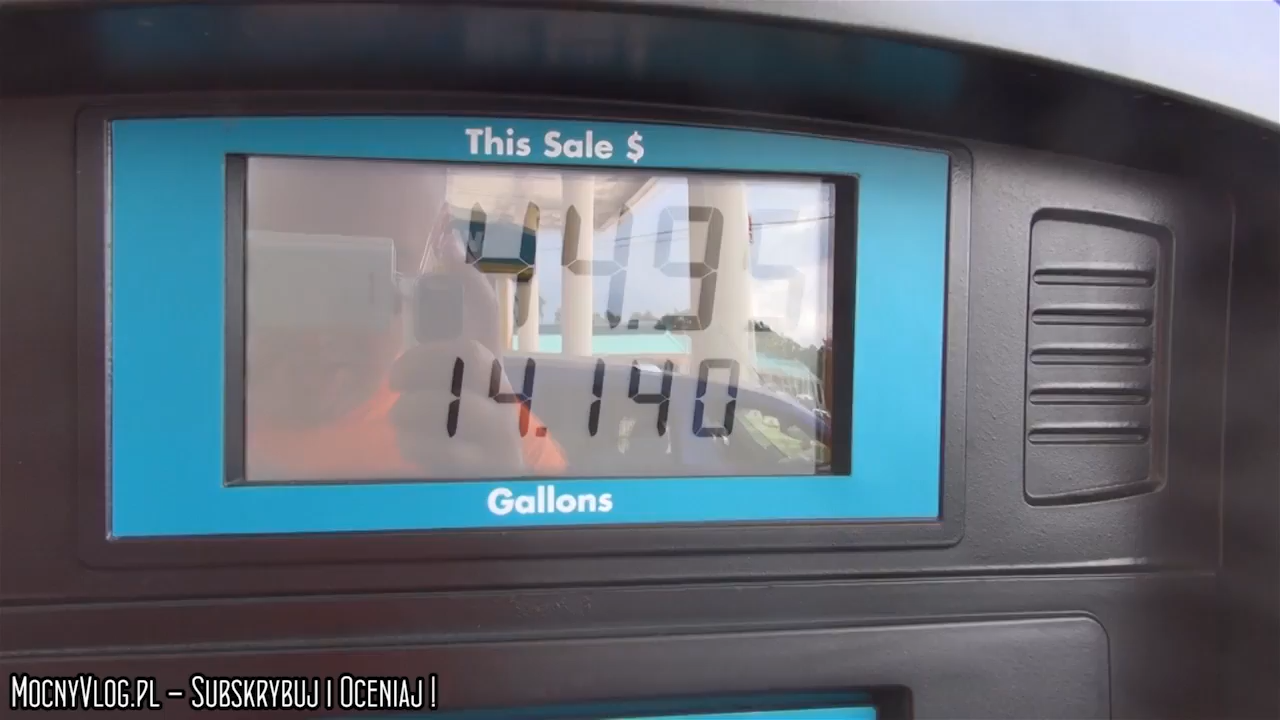 This Sale $
44.95
14.140
Gallons
MocnyVlog.pl – Subskrybuj i Oceniaj !